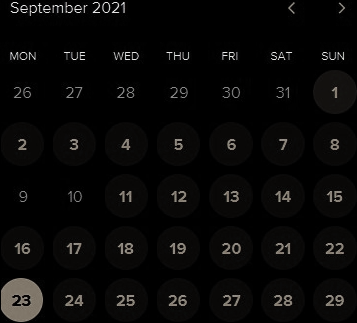 September 2021
MON TUE WED THU FRI SAT SUN
26 27 28 29 30 31 1
2 3 4 5 6 7 8
9 10 11 12 13 14 15
16 17 18 19 20 21 22
23 24 25 26 27 28 29